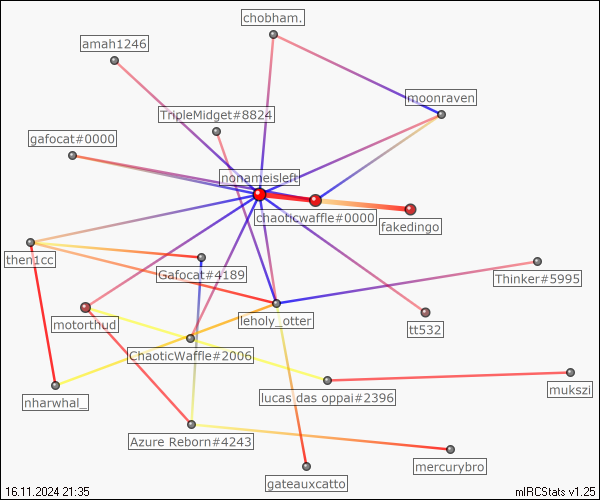 chobham.
amah1246
moonraven
TripleMidget#8824
gafocat#0000
nonameisleft
chaoticwaffle#0000
fakedingo
then1cc
Gafocat#4189
Thinker#5995
motorthud
leholy_otter
tt532
ChaoticWaffle#2006
nharwhal_
lucas das oppai#2396
mukszi
Azure Reborn#4243
mercurybro
gateauxcatto
16.11.2024 21:35
mIRCStats v1.25